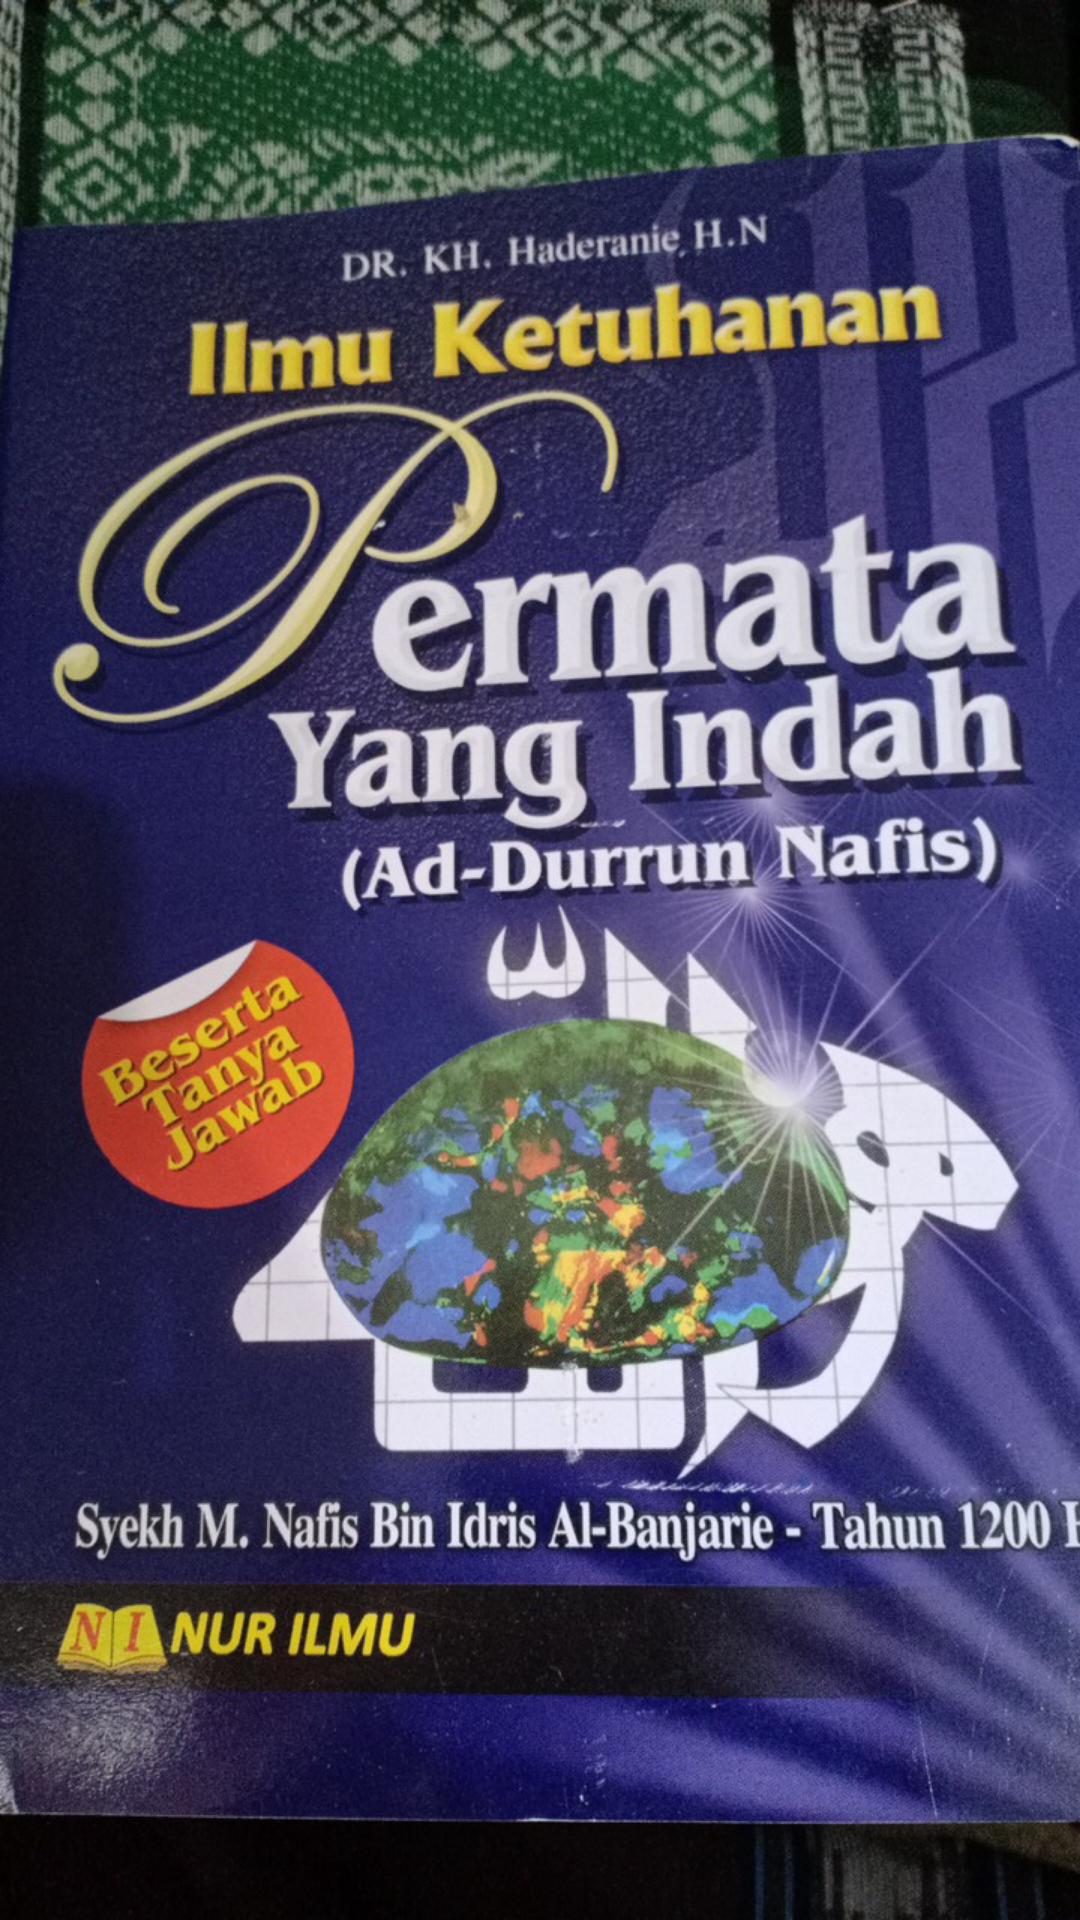 DR. KH. Haderanie H.N
Ilmu Ketuhanan
Permata
Yang Indah
(Ad-Durrun Nafis)
Beserta
Tanya
Jawab
Syekh M. Nafis Bin Idris Al-Banjarie - Tahun 1200 H
NI NUR ILMU